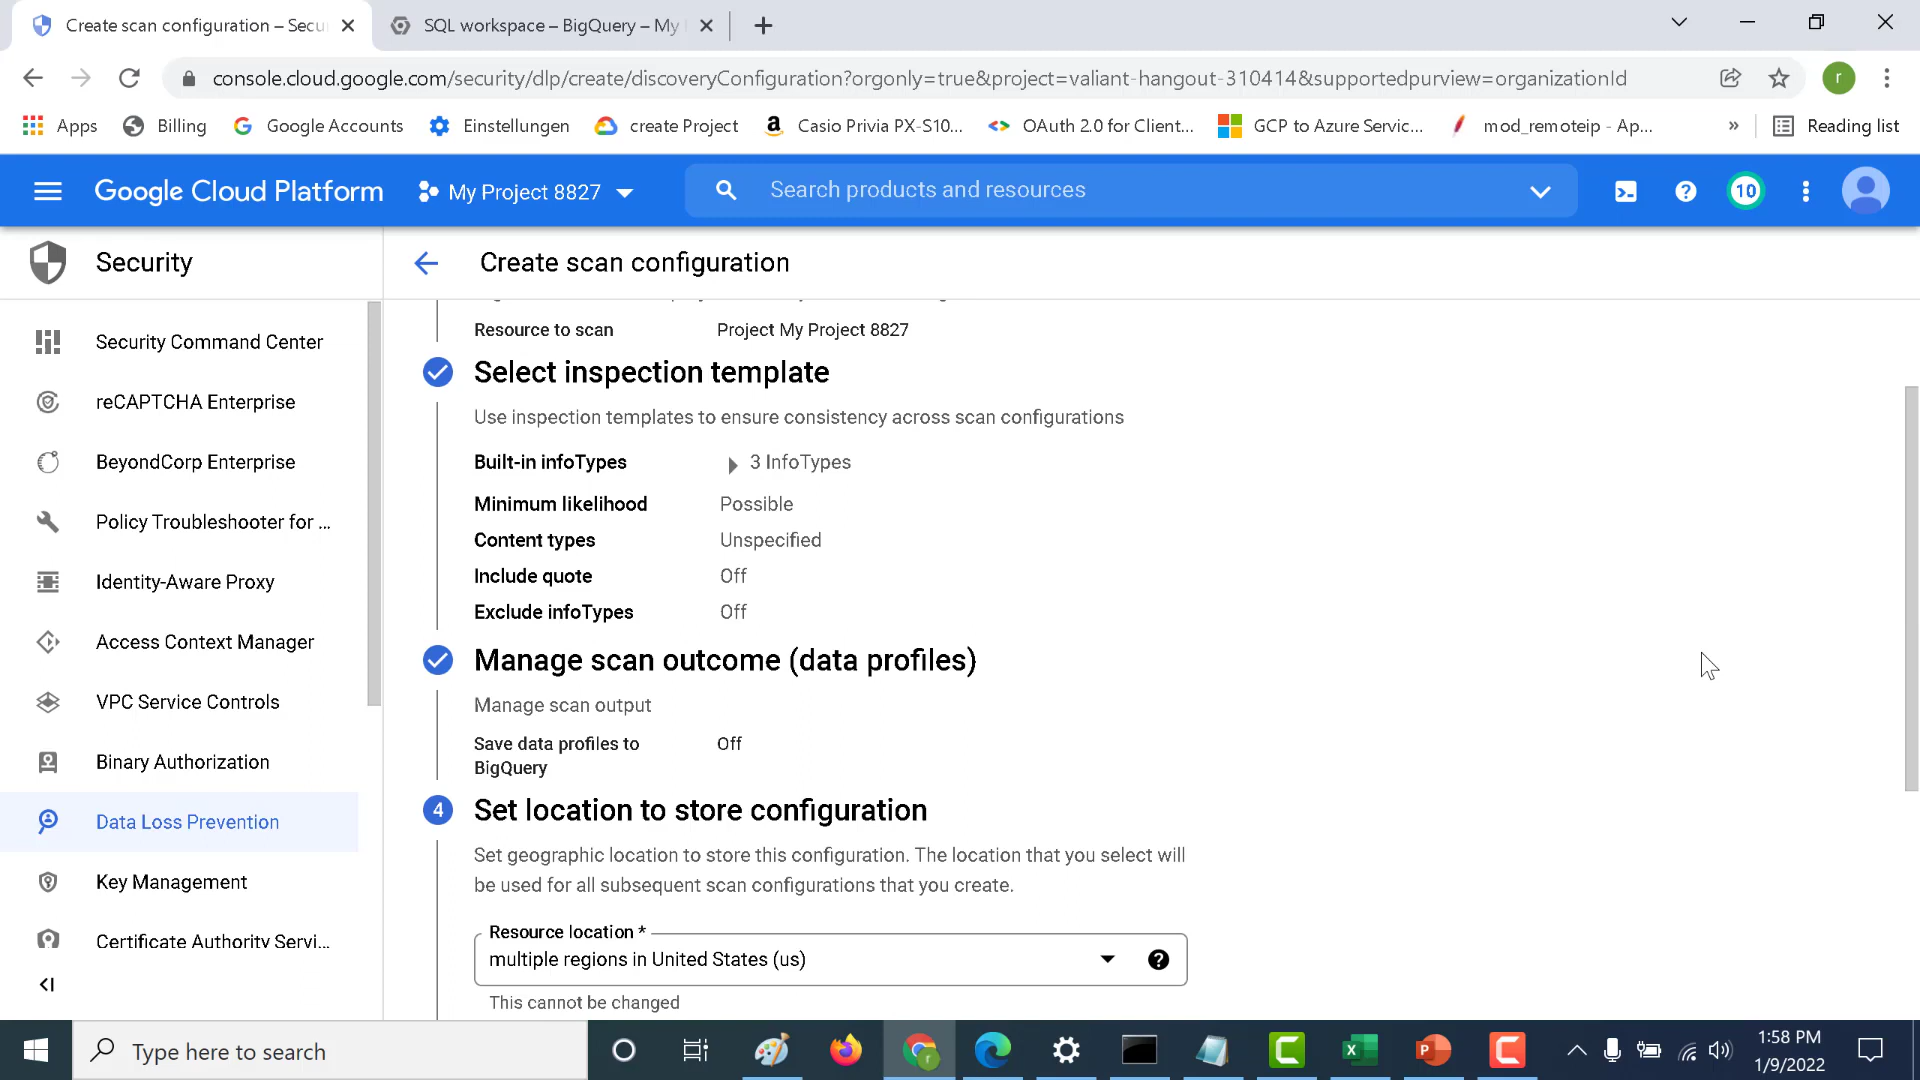 Create scan configuration – Secu
SQL workspace – BigQuery – My
console.cloud.google.com/security/dlp/create/discoveryConfiguration?orgonly=true&project=valiant-hangout-310414&supportedpurview=organizationId
r
Apps
Billing
Google Accounts
Einstellungen
create Project
Casio Privia PX-S10...
OAuth 2.0 for Client...
GCP to Azure Servic...
mod_remoteip - Ap...
»
Reading list
Google Cloud Platform
My Project 8827
Search products and resources
10
Security
Create scan configuration
Security Command Center
reCAPTCHA Enterprise
BeyondCorp Enterprise
Policy Troubleshooter for ...
Identity-Aware Proxy
Access Context Manager
VPC Service Controls
Binary Authorization
Data Loss Prevention
Key Management
Certificate Authority Servi...
Resource to scan
Project My Project 8827
Select inspection template
Use inspection templates to ensure consistency across scan configurations
Built-in infoTypes
3 InfoTypes
Minimum likelihood
Possible
Content types
Unspecified
Include quote
Off
Exclude infoTypes
Off
Manage scan outcome (data profiles)
Manage scan output
Save data profiles to
BigQuery
Off
4
Set location to store configuration
Set geographic location to store this configuration. The location that you select will
be used for all subsequent scan configurations that you create.
Resource location *
multiple regions in United States (us)
This cannot be changed
Type here to search
1:58 PM
1/9/2022